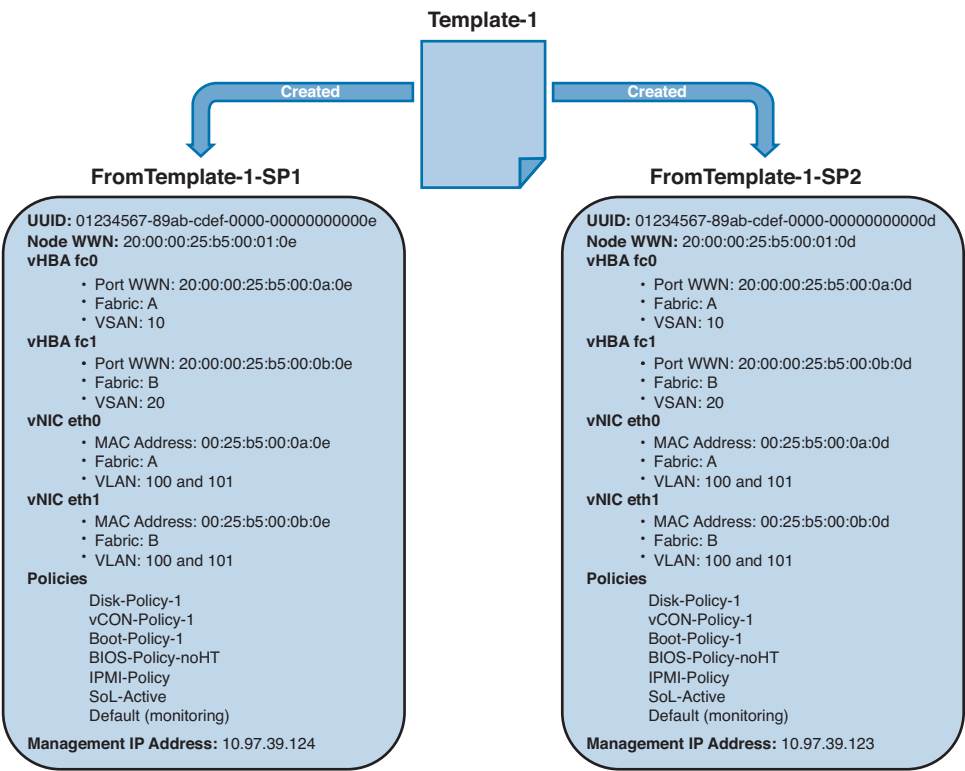 Template-1
Created
Created
FromTemplate-1-SP1
UUID: 01234567-89ab-cdef-0000-00000000000e
Node WWN: 20:00:00:25:b5:00:01:0e
vHBA fc0
• Port WWN: 20:00:00:25:b5:00:0a:0e
• Fabric: A
• VSAN: 10
vHBA fc1
• Port WWN: 20:00:00:25:b5:00:0b:0e
• Fabric: B
• VSAN: 20
vNIC eth0
• MAC Address: 00:25:b5:00:0a:0e
• Fabric: A
• VLAN: 100 and 101
vNIC eth1
• MAC Address: 00:25:b5:00:0b:0e
• Fabric: B
• VLAN: 100 and 101
Policies
Disk-Policy-1
vCON-Policy-1
Boot-Policy-1
BIOS-Policy-noHT
IPMI-Policy
SoL-Active
Default (monitoring)
Management IP Address: 10.97.39.124
FromTemplate-1-SP2
UUID: 01234567-89ab-cdef-0000-00000000000d
Node WWN: 20:00:00:25:b5:00:01:0d
vHBA fc0
• Port WWN: 20:00:00:25:b5:00:0a:0d
• Fabric: A
• VSAN: 10
vHBA fc1
• Port WWN: 20:00:00:25:b5:00:0b:0d
• Fabric: B
• VSAN: 20
vNIC eth0
• MAC Address: 00:25:b5:00:0a:0d
• Fabric: A
• VLAN: 100 and 101
vNIC eth1
• MAC Address: 00:25:b5:00:0b:0d
• Fabric: B
• VLAN: 100 and 101
Policies
Disk-Policy-1
vCON-Policy-1
Boot-Policy-1
BIOS-Policy-noHT
IPMI-Policy
SoL-Active
Default (monitoring)
Management IP Address: 10.97.39.123